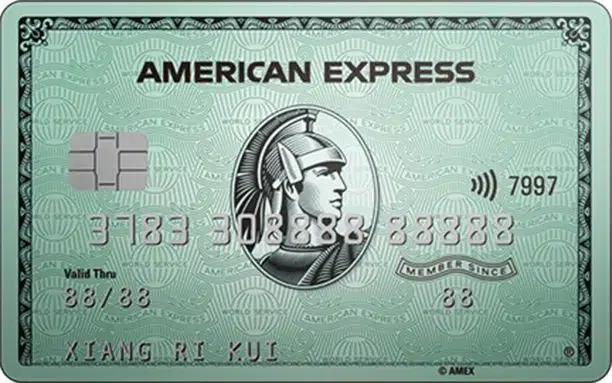 AMERICAN EXPRESS
7997
3783 308888 88888
Valid Thru
MEMBER SINCE
88/88
88
XIANG RI KUI
®
© AMEX